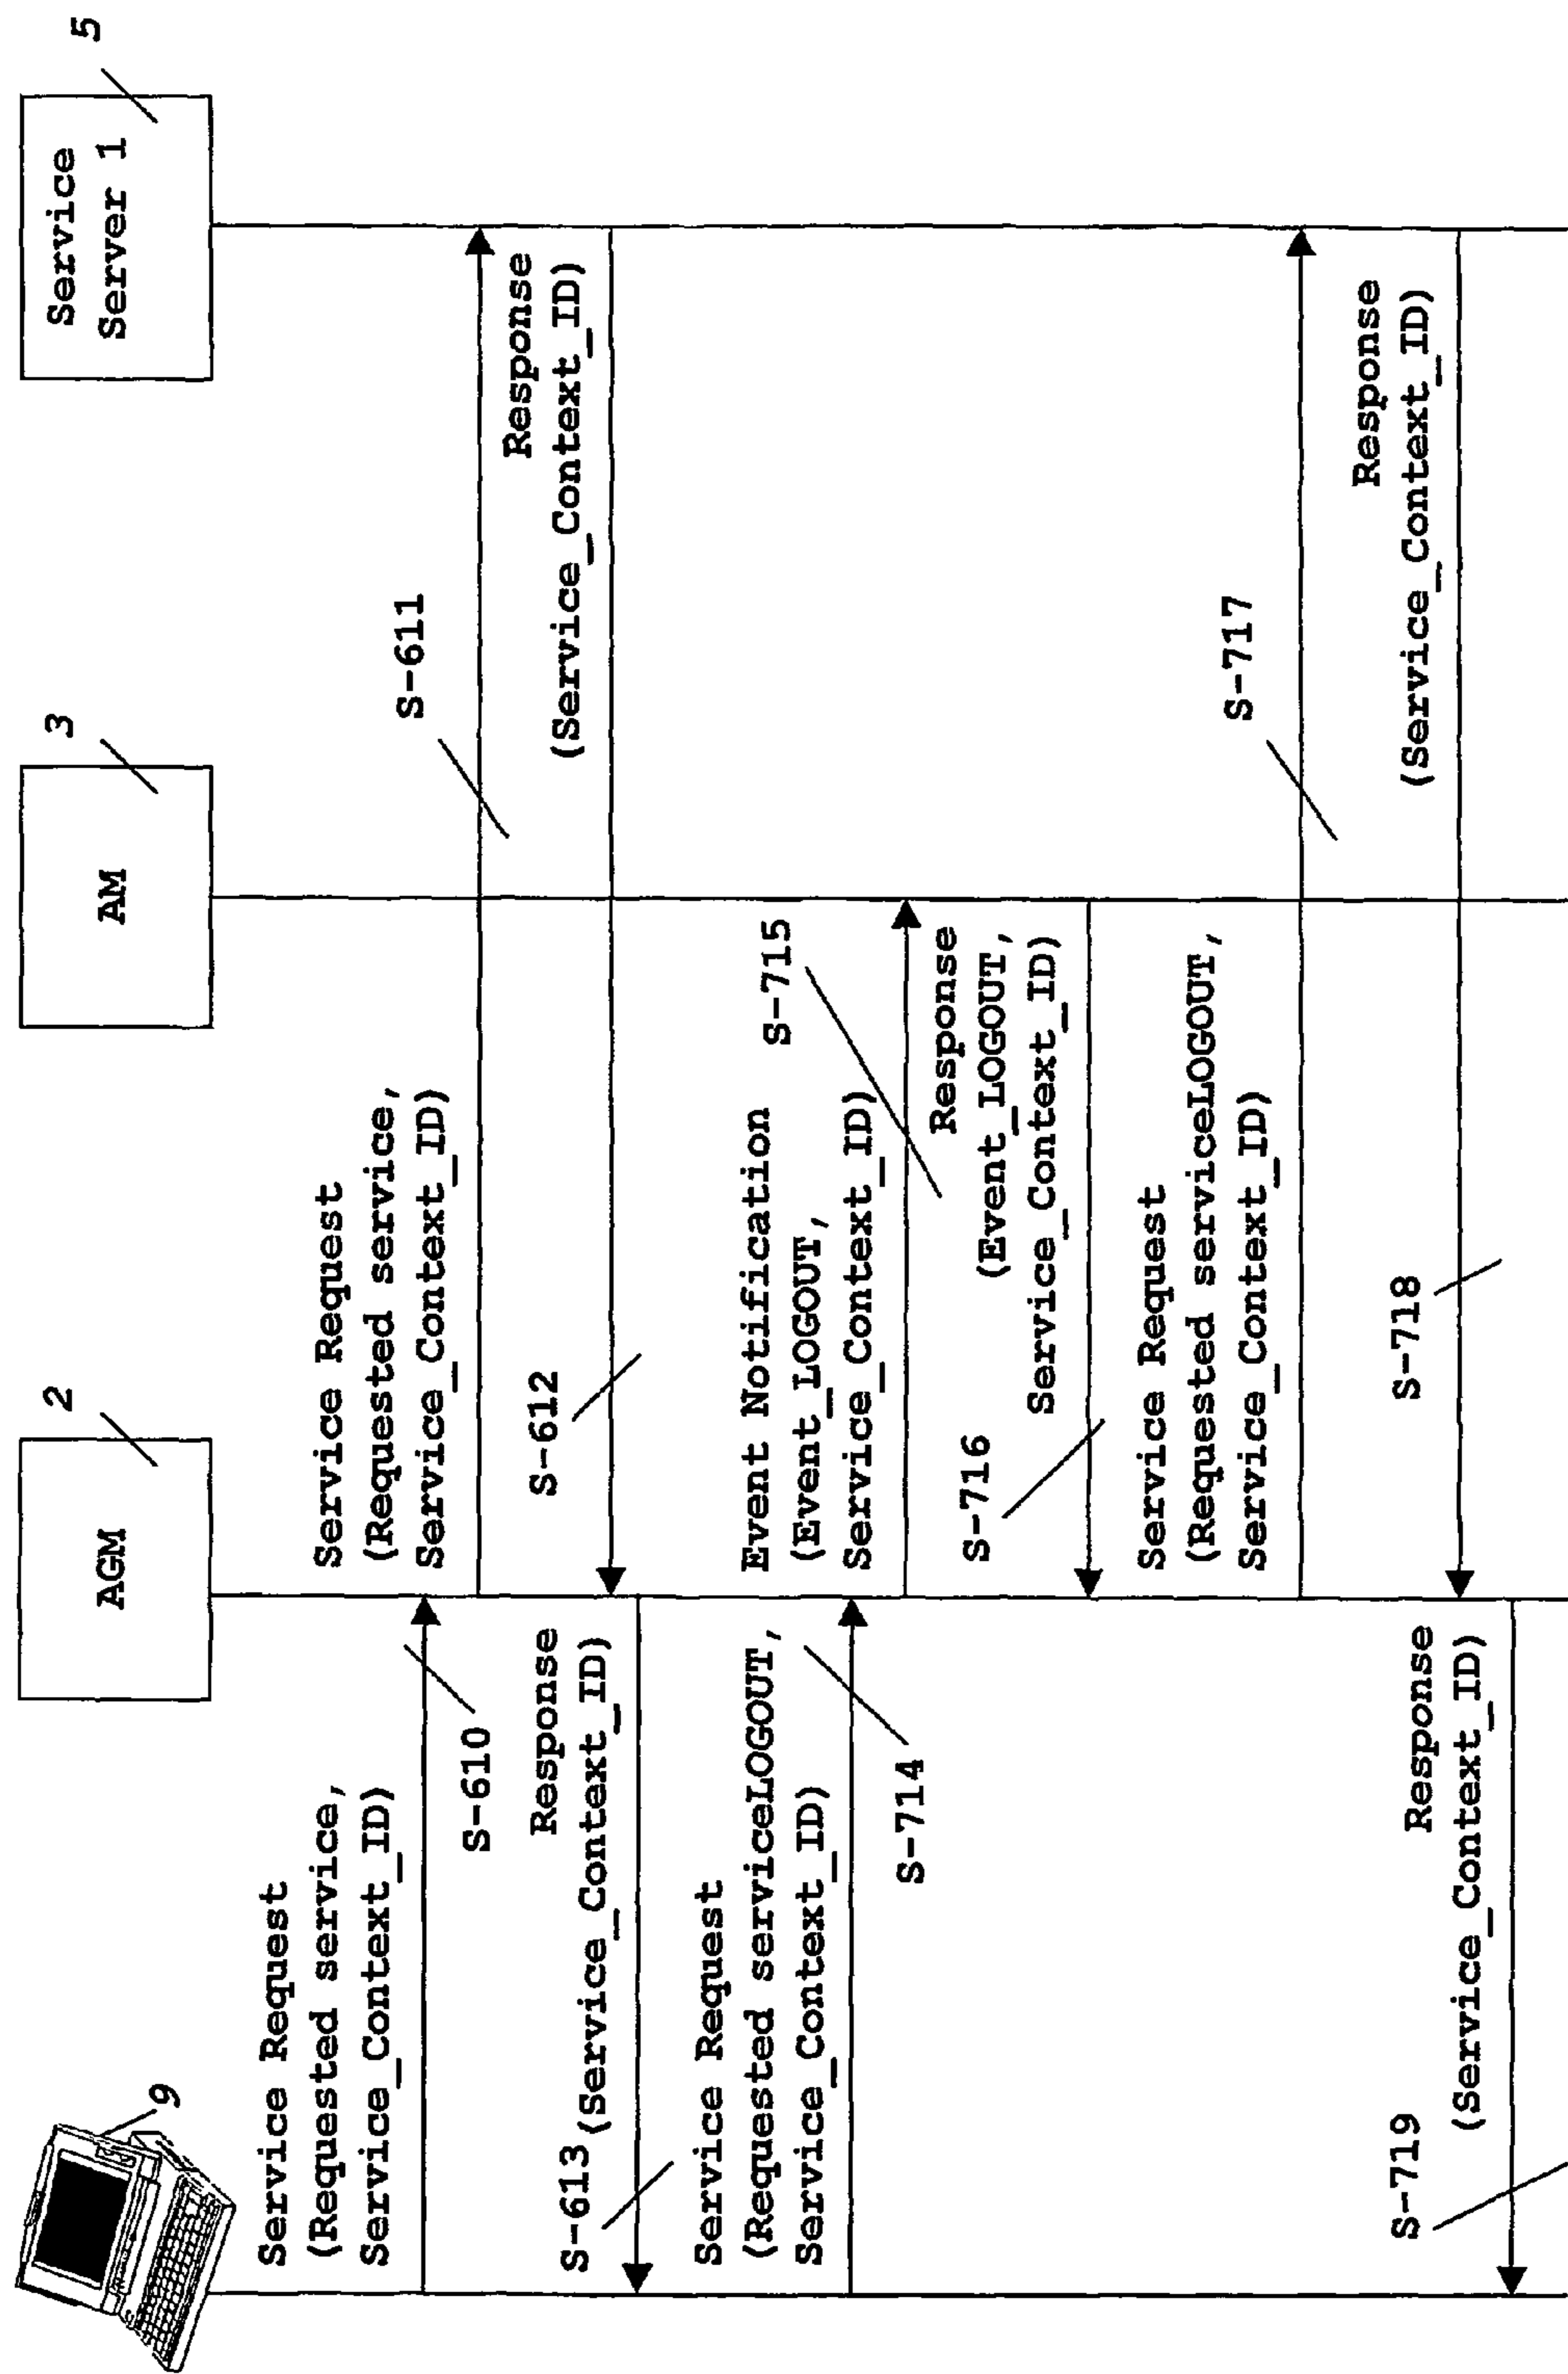 9
AGM
2
AM
3
Service
Server 1
5
Service Request
(Requested service,
Service_Context_ID)
S-610
Service Request
(Requested service,
Service_Context_ID)
S-611
Response
(Service_Context_ID)
S-612
Response
(Service_Context_ID)
S-613
Service Request
(Requested serviceLOGOUT,
Service_Context_ID)
S-714
Event Notification
(Event_LOGOUT,
Service_Context_ID)
S-715
Response
(Event_LOGOUT,
Service_Context_ID)
S-716
Service Request
(Requested serviceLOGOUT,
Service_Context_ID)
S-717
Response
(Service_Context_ID)
S-718
Response
(Service_Context_ID)
S-719